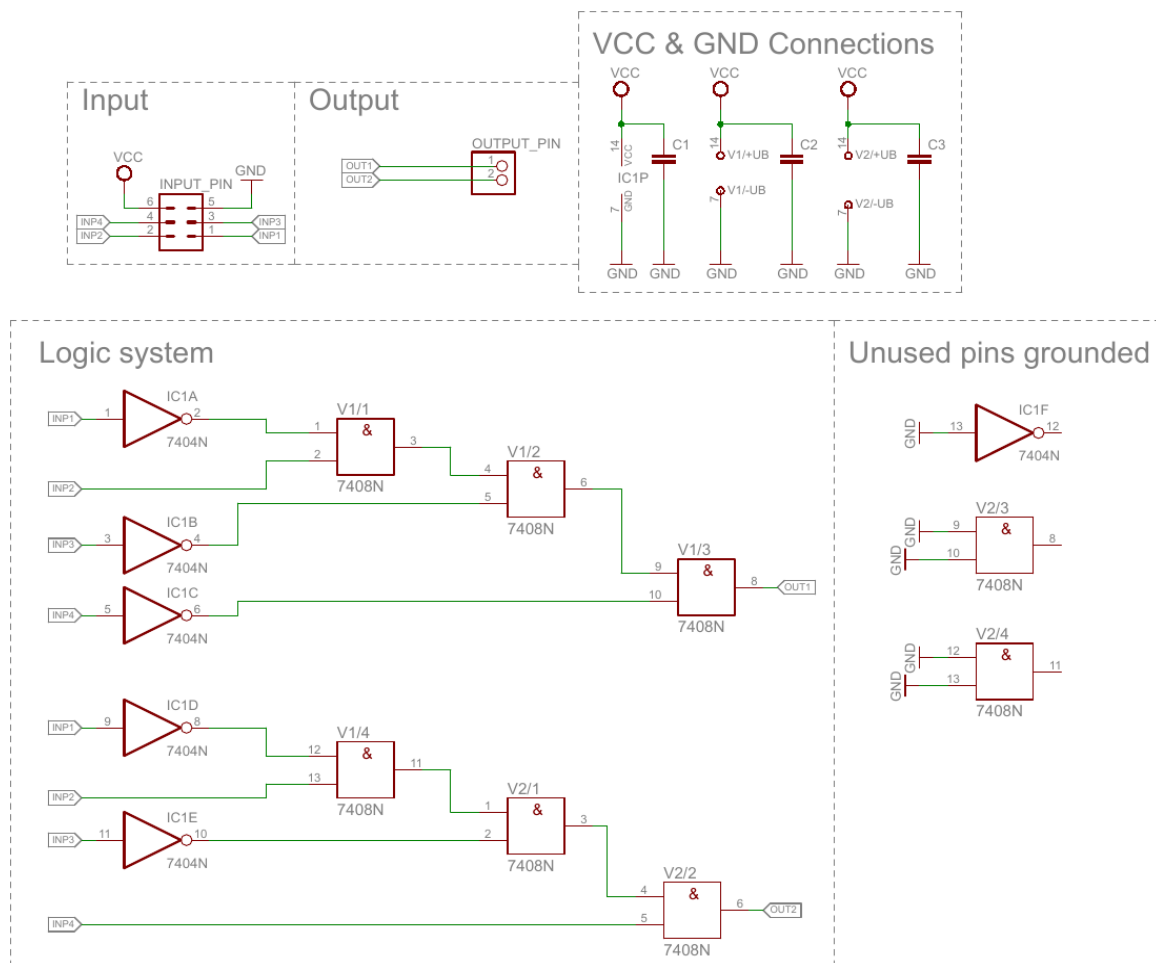 VCC & GND Connections
VCC
VCC
VCC
14
VCC
C1
IC1P
7
GND
GND
GND
14
V1/+UB
C2
V1/-UB
7
GND
GND
14
V2/+UB
C3
V2/-UB
7
GND
GND
Input
VCC
GND
INPUT_PIN
6
5
INP4
4
3
INP3
INP2
2
1
INP1
Output
OUTPUT_PIN
OUT1
1
OUT2
2
Logic system
IC1A
INP1
1
2
7404N
V1/1
1
&
3
2
7408N
INP2
V1/2
4
&
6
5
7408N
IC1B
INP3
3
4
7404N
IC1C
INP4
5
6
7404N
V1/3
9
&
8
OUT1
10
7408N
IC1D
INP1
9
8
7404N
V1/4
12
&
11
13
7408N
INP2
V2/1
1
&
3
2
7408N
IC1E
INP3
11
10
7404N
V2/2
4
&
6
OUT2
INP4
5
7408N
Unused pins grounded
IC1F
GND
13
12
7404N
V2/3
GND
9
&
8
GND
10
7408N
V2/4
GND
12
&
11
GND
13
7408N